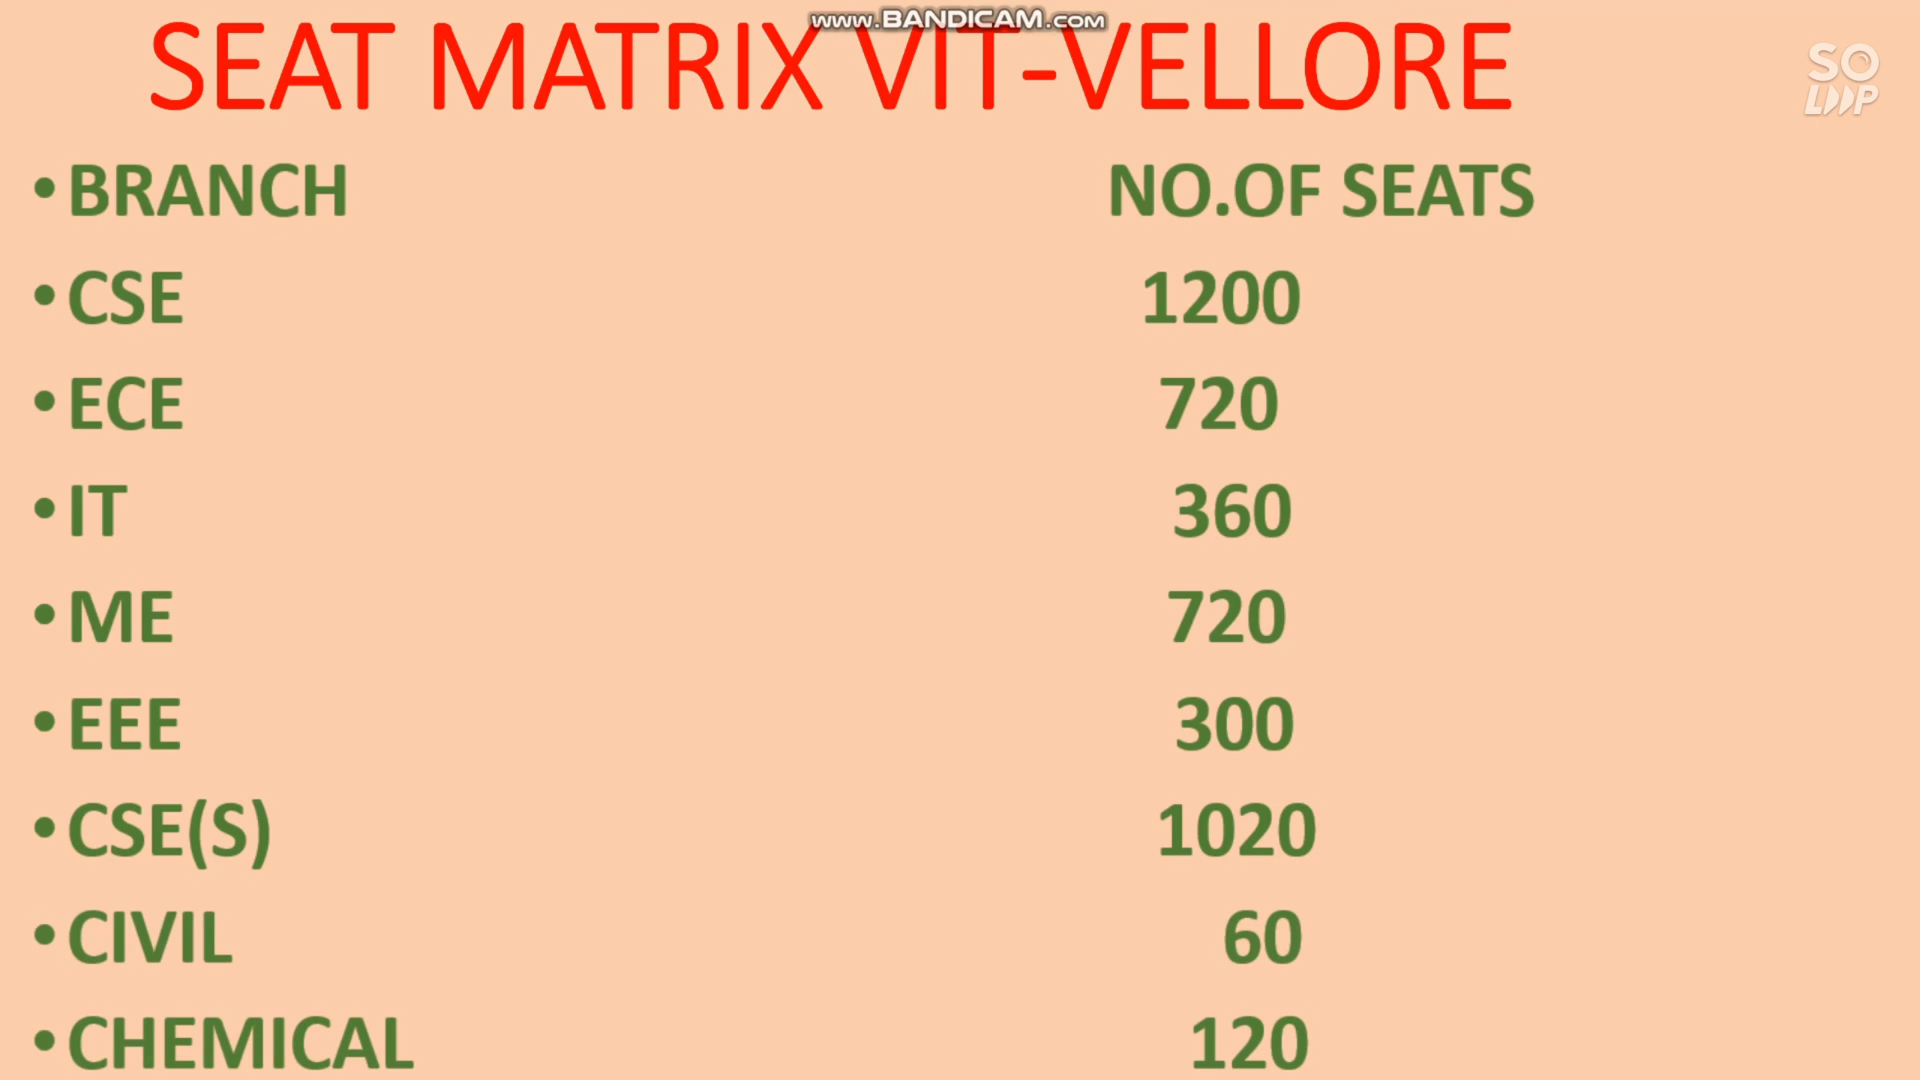 www.BANDICAM.com
SEAT MATRIX VIT-VELLORE
SO
LOOP
• BRANCH NO.OF SEATS
• CSE 1200
• ECE 720
• IT 360
• ME 720
• EEE 300
• CSE(S) 1020
• CIVIL 60
• CHEMICAL 120